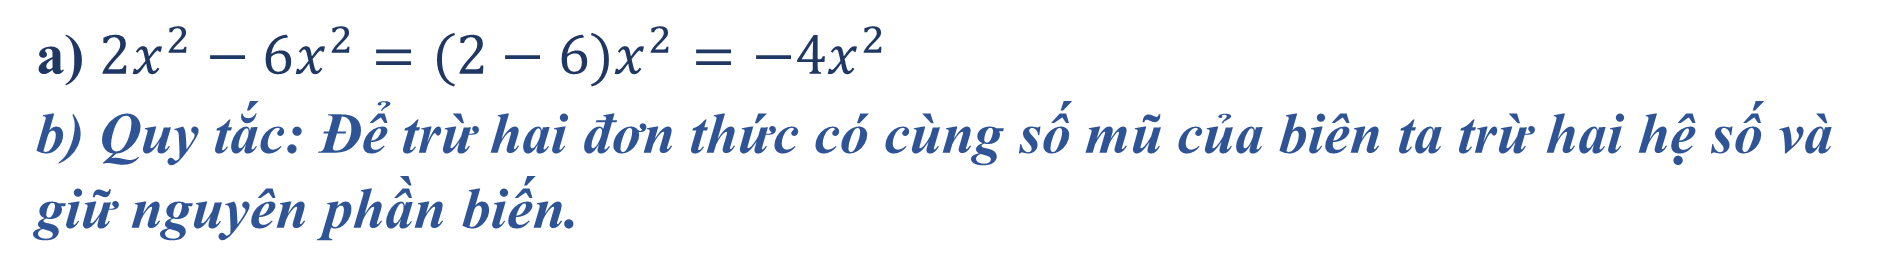 a) 2x² − 6x² = (2 − 6)x² = −4x²
b) Quy tắc: Để trừ hai đơn thức có cùng số mũ của biên ta trừ hai hệ số và
giữ nguyên phần biến.